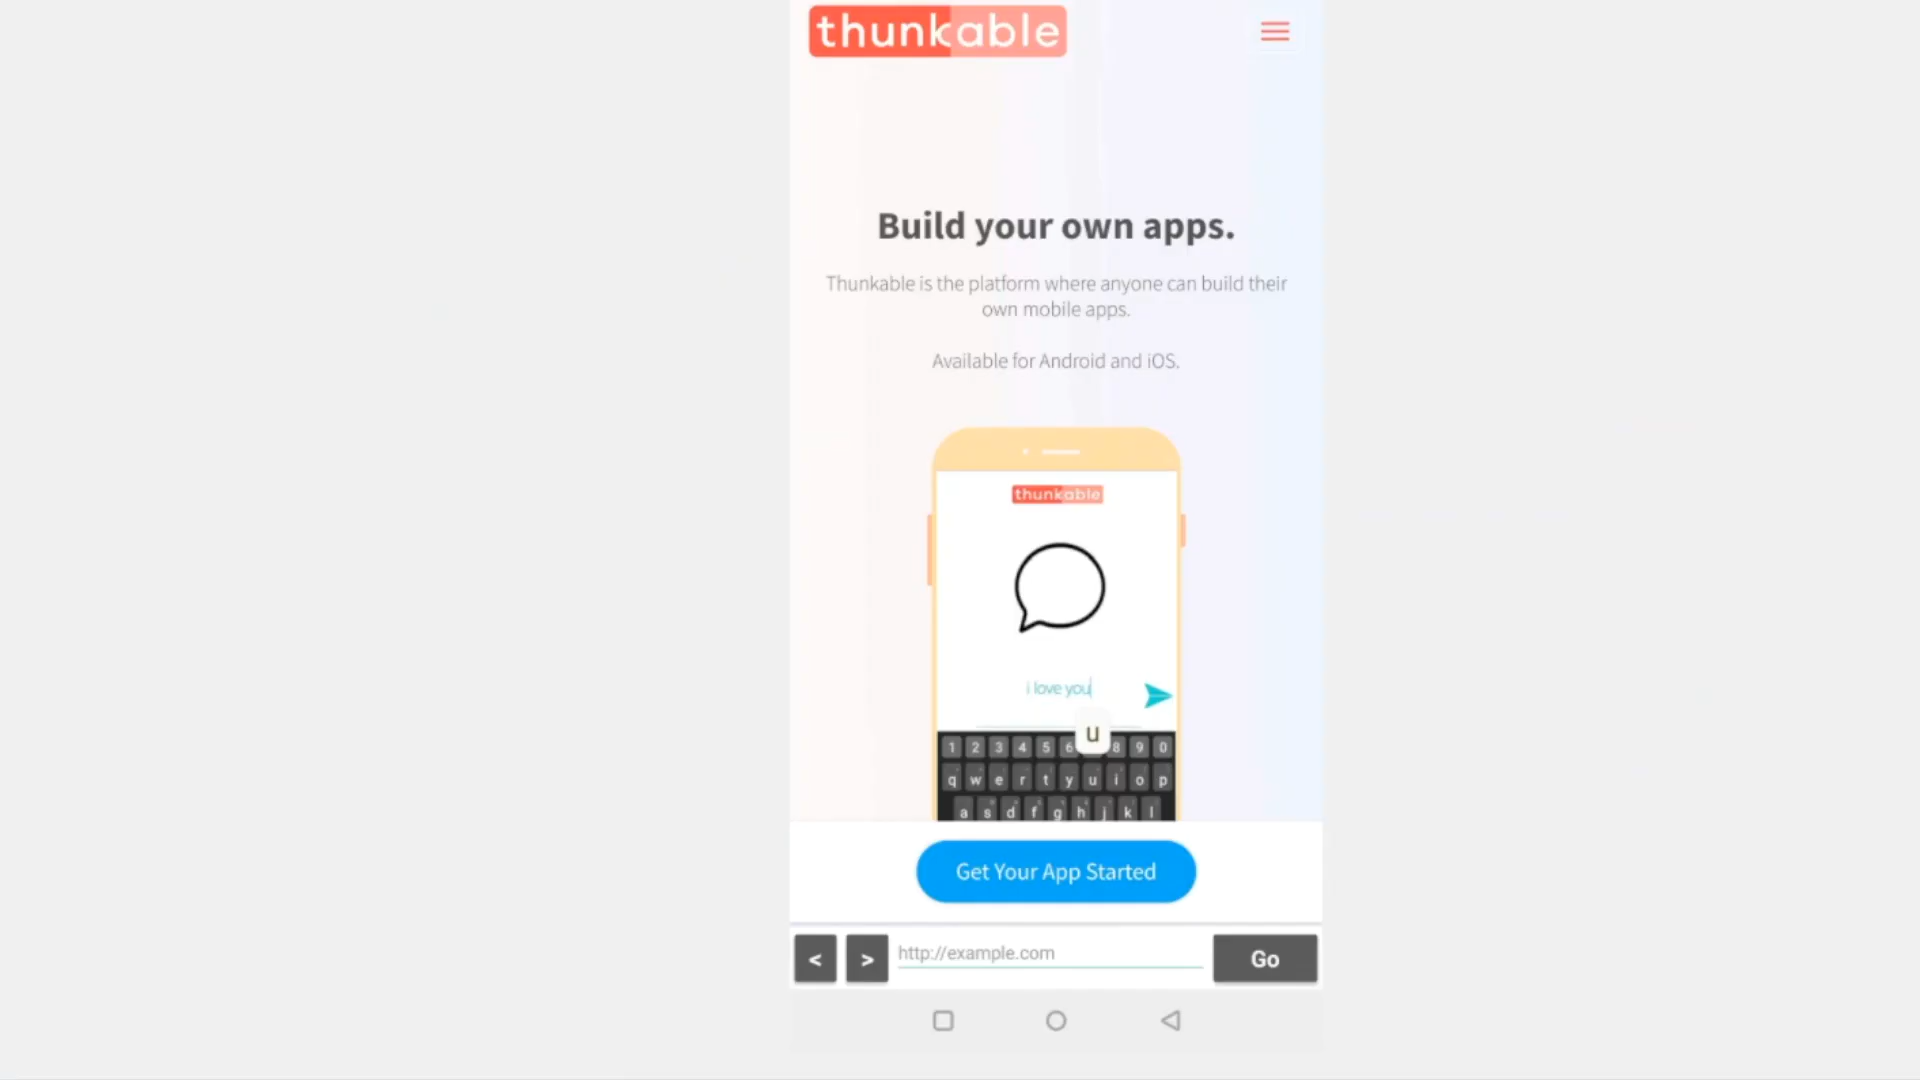 thunkable
Build your own apps.
Thunkable is the platform where anyone can build their
own mobile apps.
Available for Android and iOS.
thunkable
i love you
u
1 2 3 4 5 6 8 9 0
q w e r t y u i o p
a s d f g h j k l
Get Your App Started
< > http://example.com Go